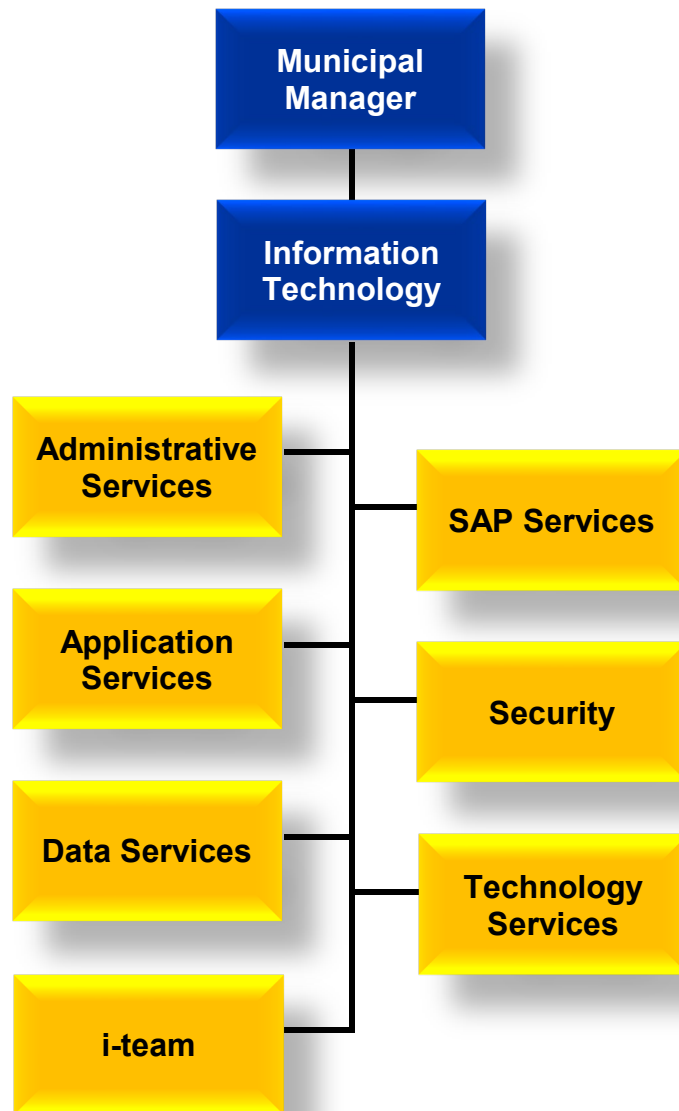 Municipal
Manager
Information
Technology
Administrative
Services
SAP Services
Application
Services
Security
Data Services
Technology
Services
i-team